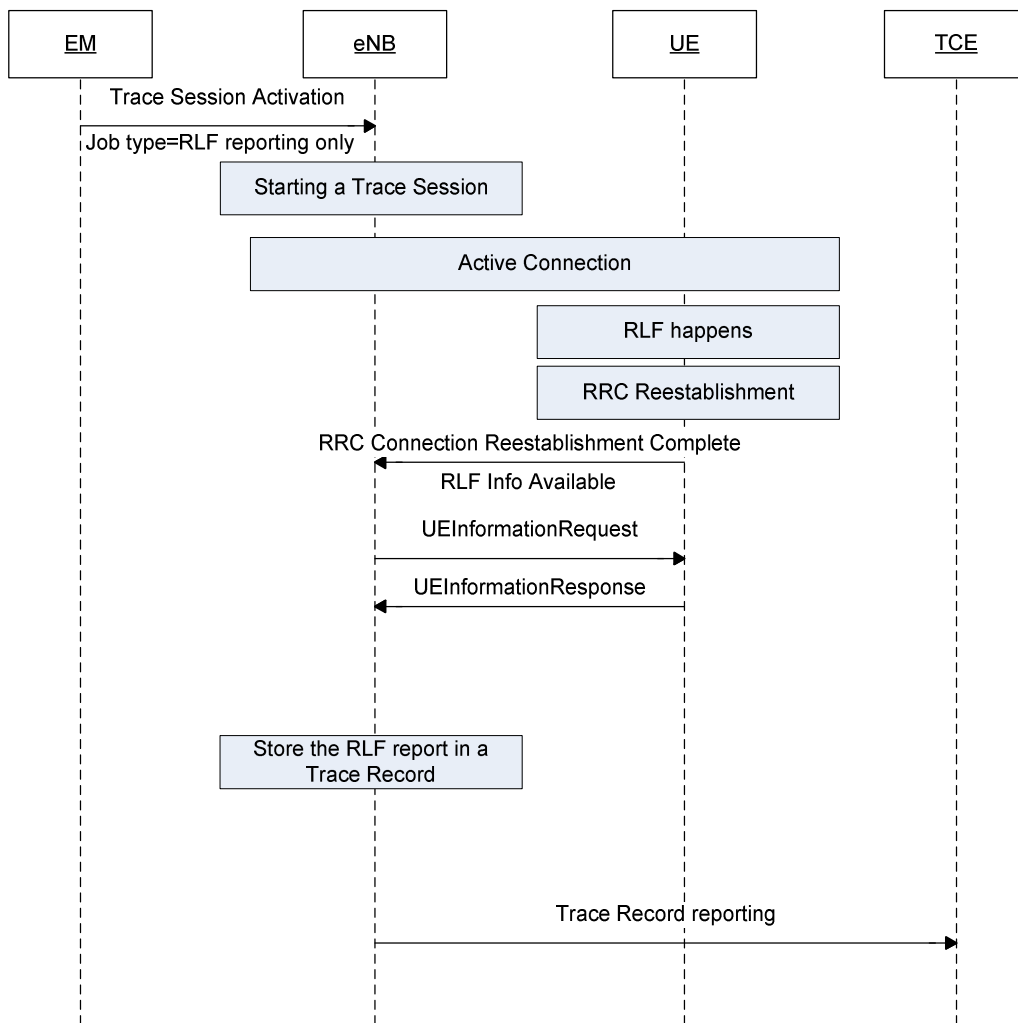 EM
eNB
UE
TCE
Trace Session Activation
Job type=RLF reporting only
Starting a Trace Session
Active Connection
RLF happens
RRC Reestablishment
RRC Connection Reestablishment Complete
RLF Info Available
UEInformationRequest
UEInformationResponse
Store the RLF report in a
Trace Record
Trace Record reporting